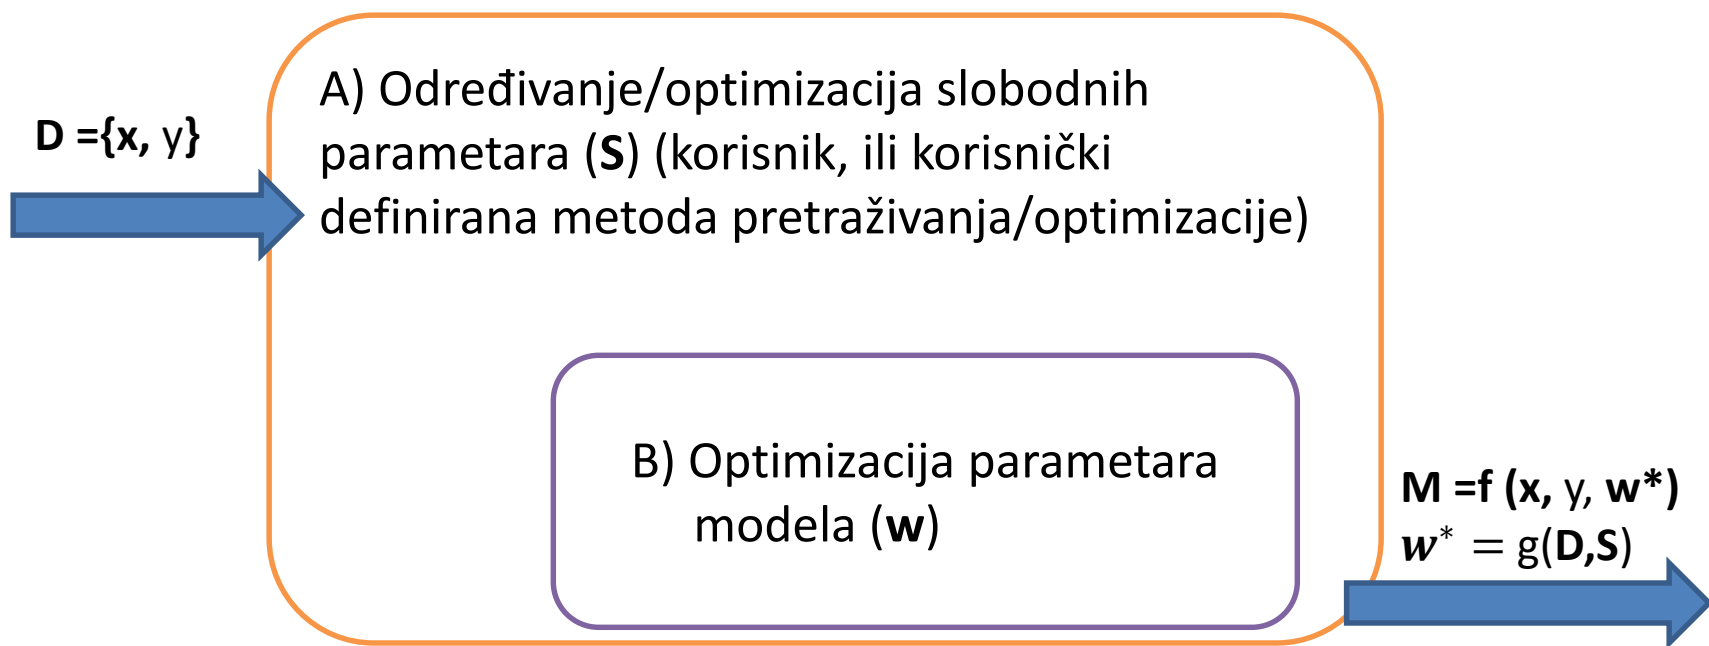 D ={x, y}
A) Određivanje/optimizacija slobodnih
parametara (S) (korisnik, ili korisnički
definirana metoda pretraživanja/optimizacije)
B) Optimizacija parametara
modela (w)
M =f (x, y, w*)
w* = g(D,S)